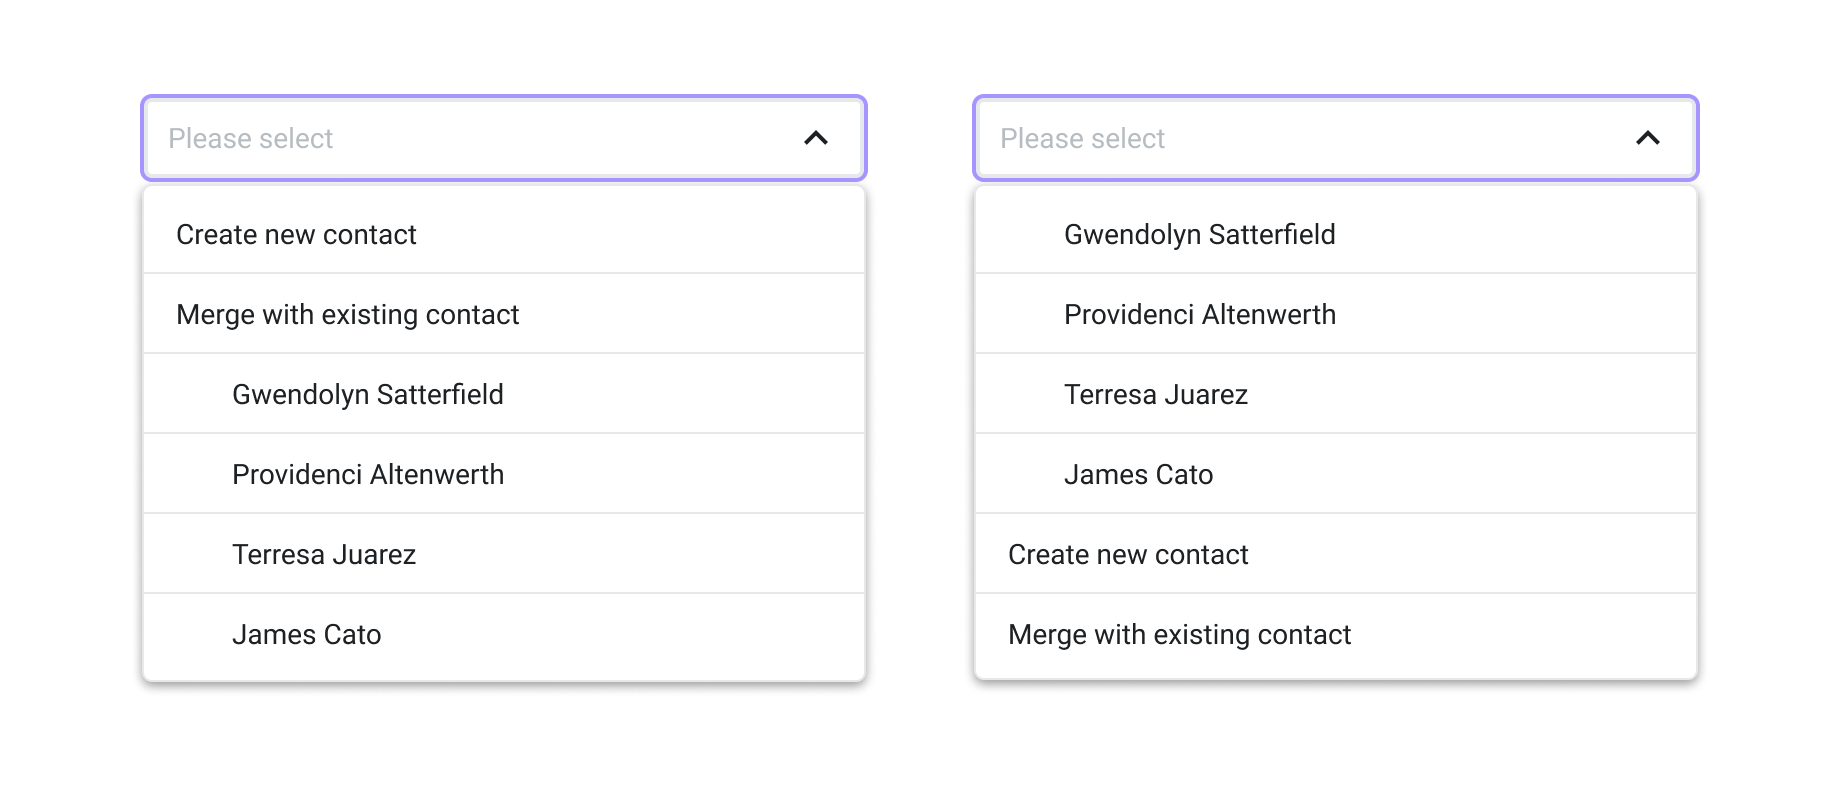 Please select
Create new contact
Merge with existing contact
Gwendolyn Satterfield
Providenci Altenwerth
Terresa Juarez
James Cato
Please select
Gwendolyn Satterfield
Providenci Altenwerth
Terresa Juarez
James Cato
Create new contact
Merge with existing contact